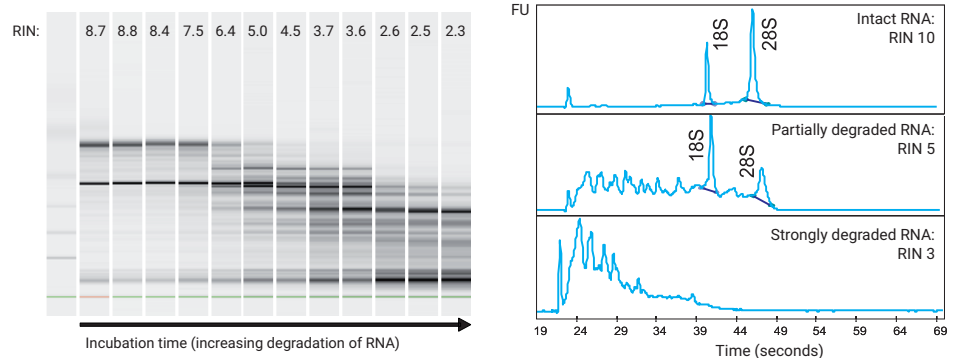 RIN: 8.7 8.8 8.4 7.5 6.4 5.0 4.5 3.7 3.6 2.6 2.5 2.3
Incubation time (increasing degradation of RNA)
FU
18S
28S
Intact RNA:
RIN 10
18S
28S
Partially degraded RNA:
RIN 5
Strongly degraded RNA:
RIN 3
19 24 29 34 39 44 49 54 59 64 69
Time (seconds)